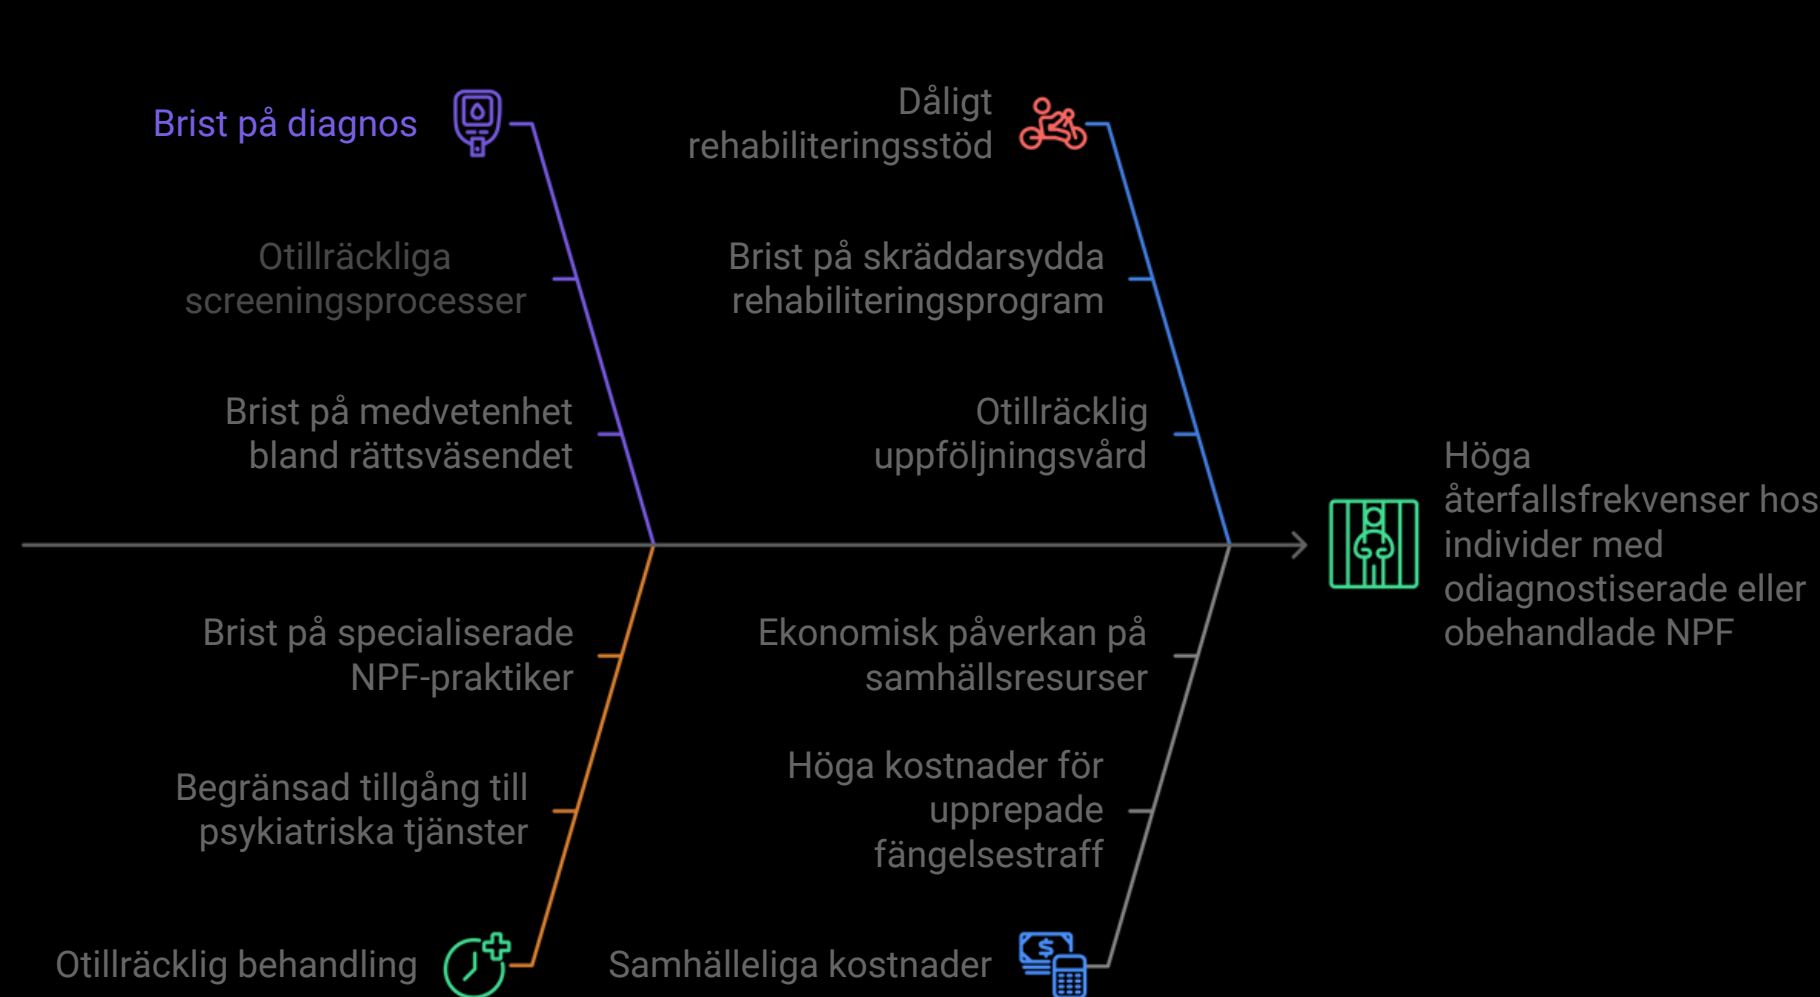 Brist på diagnos
Dåligt
rehabiliteringsstöd
Otillräckliga
screeningsprocesser
Brist på skräddarsydda
rehabiliteringsprogram
Brist på medvetenhet
bland rättsväsendet
Otillräcklig
uppföljningsvård
Höga
återfallsfrekvenser hos
individer med
odiagnostiserade eller
obehandlade NPF
Brist på specialiserade
NPF-praktiker
Ekonomisk påverkan på
samhällsresurser
Begränsad tillgång till
psykiatriska tjänster
Höga kostnader för
upprepade
fängelsestraff
Otillräcklig behandling
Samhälleliga kostnader
$